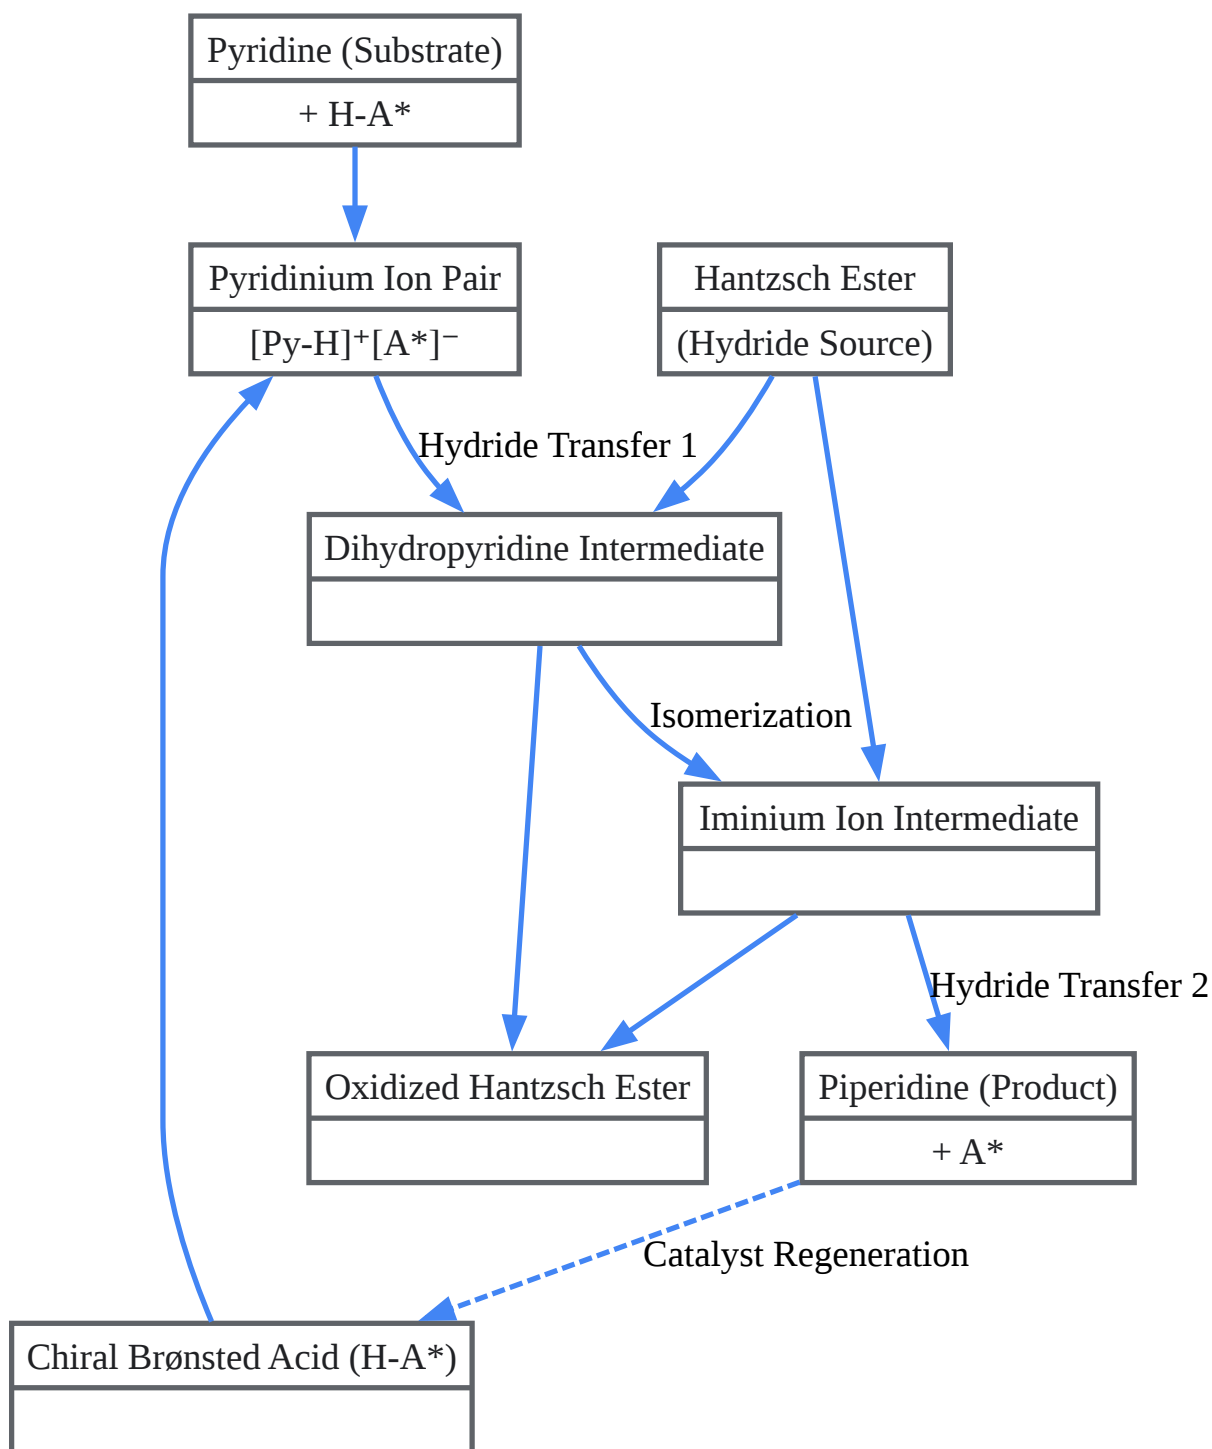 Pyridine (Substrate)
+ H-A*
Pyridinium Ion Pair
[Py-H]⁺[A*]⁻
Hantzsch Ester
(Hydride Source)
Hydride Transfer 1
Dihydropyridine Intermediate
Isomerization
Iminium Ion Intermediate
Hydride Transfer 2
Oxidized Hantzsch Ester
Piperidine (Product)
+ A*
Catalyst Regeneration
Chiral Brønsted Acid (H-A*)